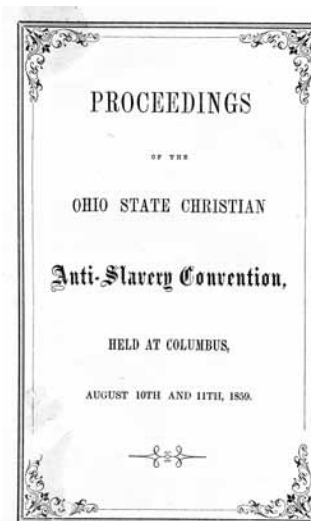 PROCEEDINGS
OF THE
OHIO STATE CHRISTIAN
Anti-Slavery Convention,
HELD AT COLUMBUS,
AUGUST 10TH AND 11TH, 1859.